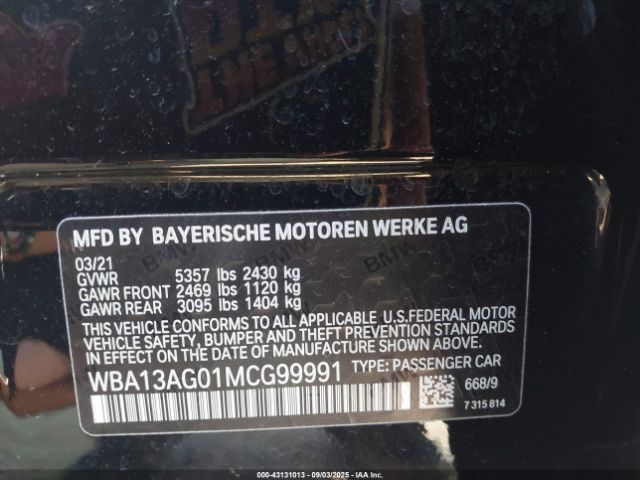 MFD BY BAYERISCHE MOTOREN WERKE AG
03/21
GVWR 5357 lbs 2430 kg
GAWR FRONT 2469 lbs 1120 kg
GAWR REAR 3095 lbs 1404 kg
THIS VEHICLE CONFORMS TO ALL APPLICABLE U.S.FEDERAL MOTOR
VEHICLE SAFETY, BUMPER AND THEFT PREVENTION STANDARDS
IN EFFECT ON THE DATE OF MANUFACTURE SHOWN ABOVE.
WBA13AG01MCG99991 TYPE: PASSENGER CAR
668/9
7 315 814
00-43131013 - 09/03/2025 - IAA Inc.